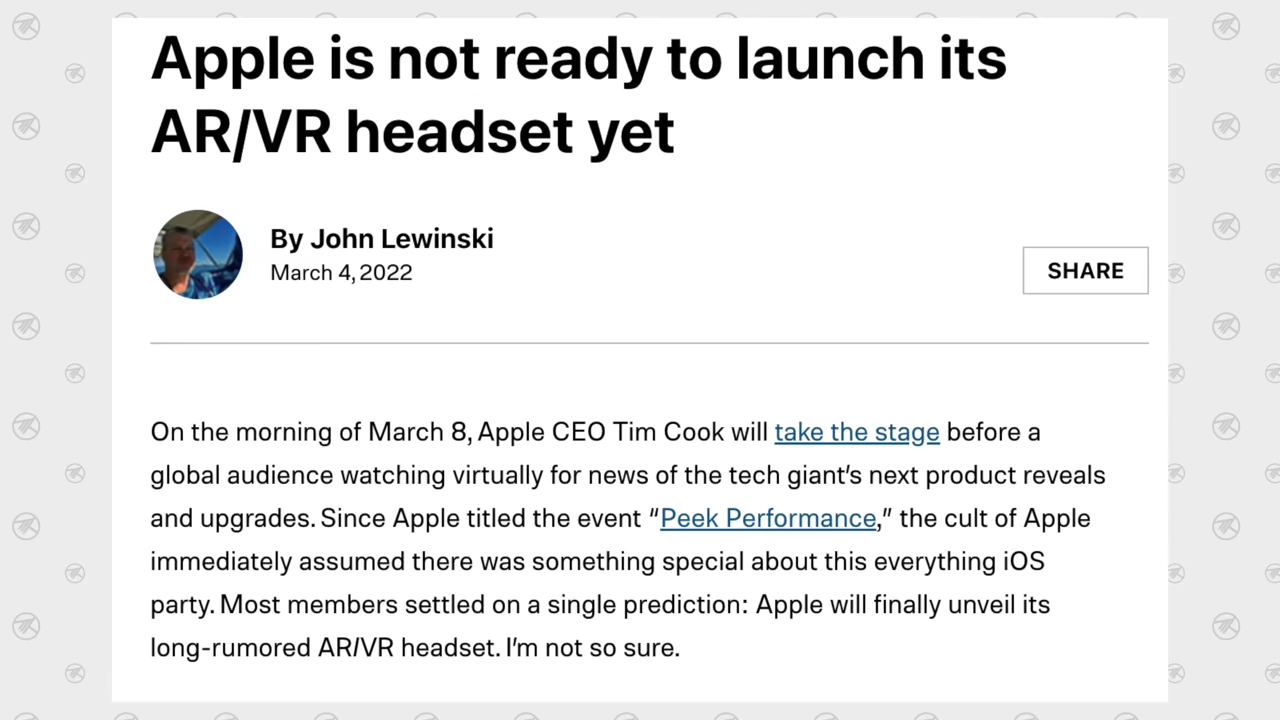 Apple is not ready to launch its
AR/VR headset yet
By John Lewinski
March 4, 2022
SHARE
On the morning of March 8, Apple CEO Tim Cook will take the stage before a
global audience watching virtually for news of the tech giant's next product reveals
and upgrades. Since Apple titled the event “Peek Performance,” the cult of Apple
immediately assumed there was something special about this everything iOS
party. Most members settled on a single prediction: Apple will finally unveil its
long-rumored AR/VR headset. I'm not so sure.